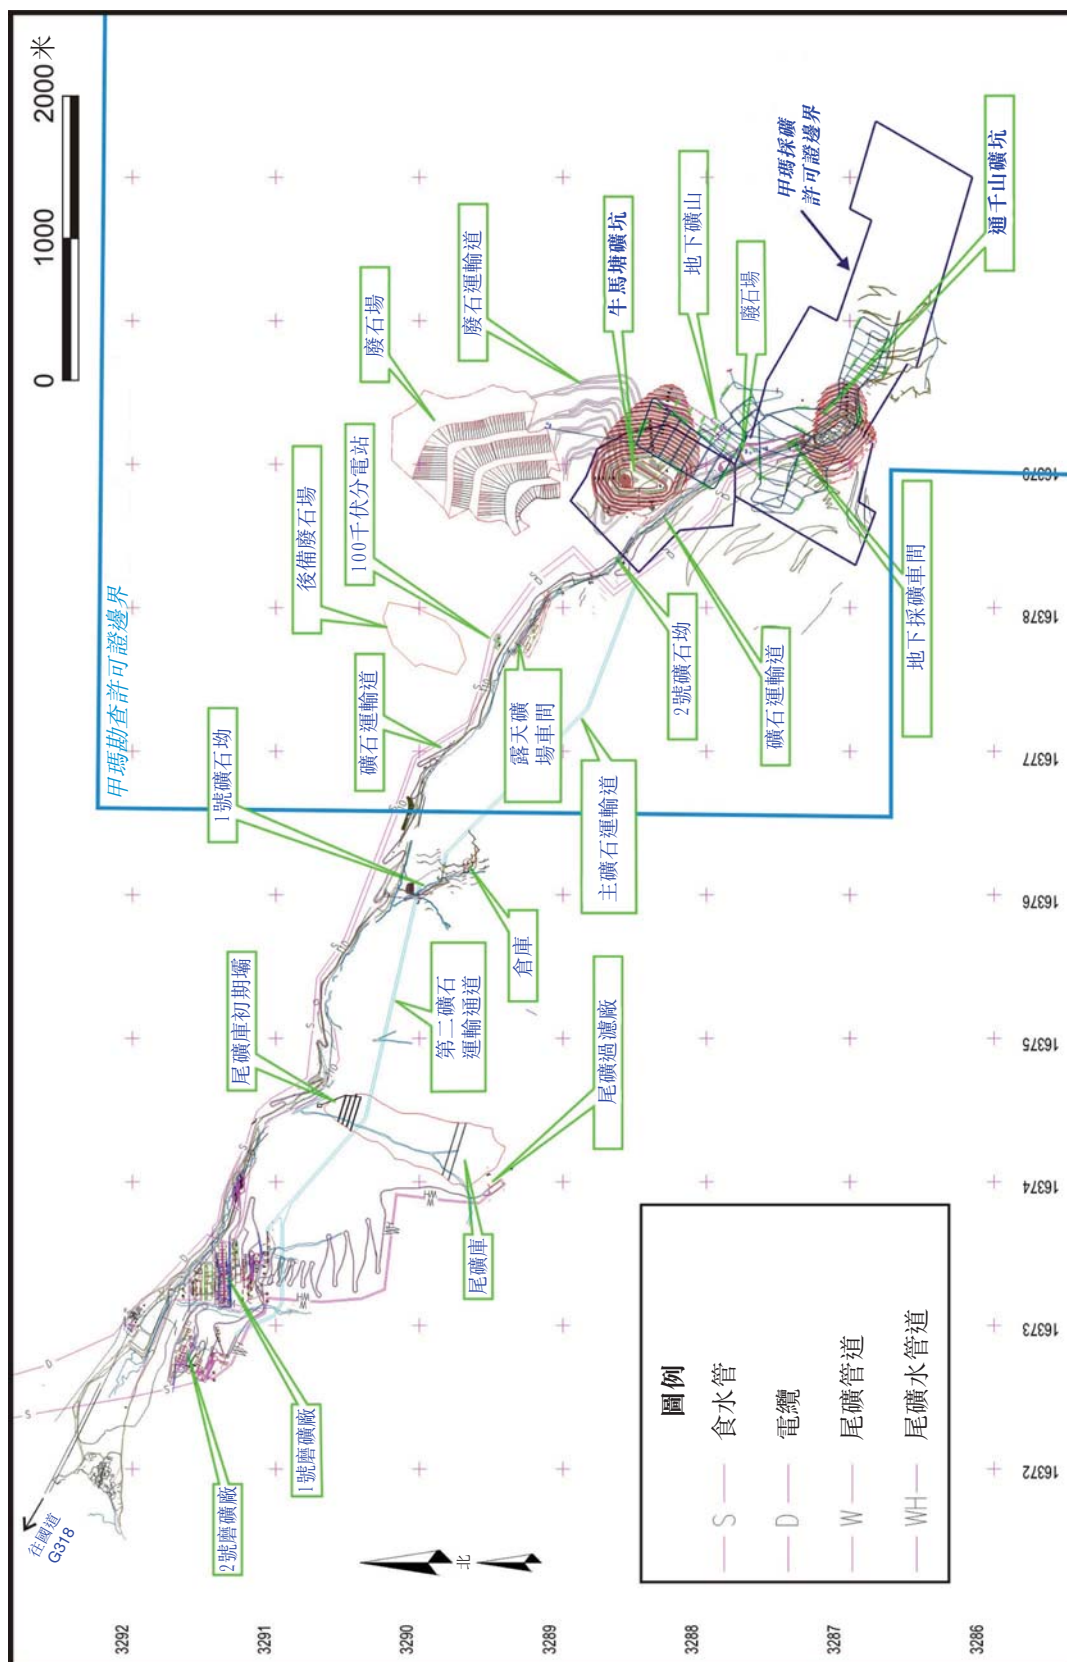 0 1000 2000米
甲瑪勘查許可證邊界
往國道
G318
2號磨礦廠
1號磨礦廠
尾礦庫初期壩
1號礦石坳
礦石運輸道
後備廢石場
100千伏分電站
廢石場
廢石運輸道
牛馬塘礦坑
地下礦山
廢石場
甲瑪採礦
許可證邊界
通千山礦坑
地下採礦車間
礦石運輸道
2號礦石坳
露天礦
場車間
主礦石運輸道
倉庫
第二礦石
運輸通道
尾礦過濾廠
尾礦庫
S
D
S
D
S
D
W
WH
W
WH
W
WH
北
圖例
S 食水管
D 電纜
W 尾礦管道
WH 尾礦水管道
3292
3291
3290
3289
3288
3287
3286
16372
16373
16374
16375
16376
16377
16378
16379